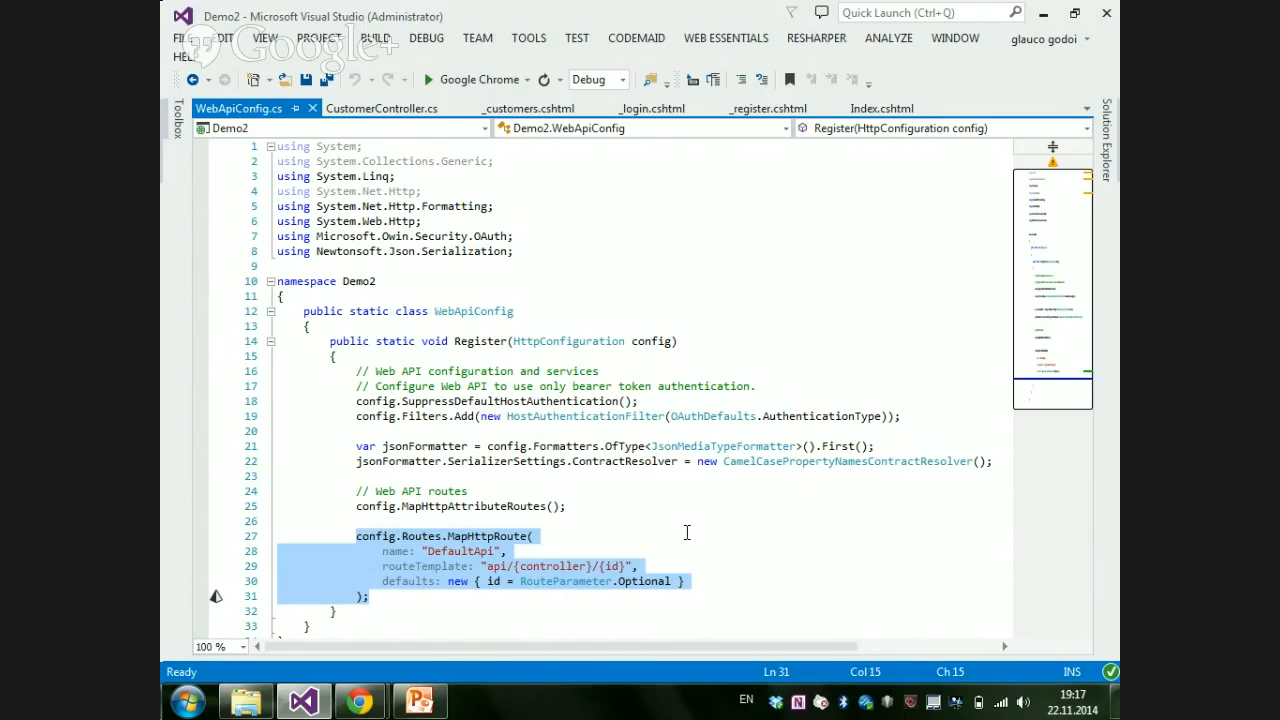 Demo2 - Microsoft Visual Studio (Administrator)
Quick Launch (Ctrl+Q)
Google+
VIEW PROJECT BUILD DEBUG TEAM TOOLS TEST CODEMAID WEB ESSENTIALS RESHARPER ANALYZE WINDOW glauco godoi
Google Chrome Debug
WebApiConfig.cs CustomerController.cs _customers.cshtml _login.cshtml _register.cshtml Index.cshtml
Toolbox
Solution Explorer
Demo2 Demo2.WebApiConfig Register(HttpConfiguration config)
1 using System;
2 using System.Collections.Generic;
3 using System.Linq;
4 using System.Net.Http;
5 using System.Net.Http.Formatting;
6 using System.Web.Http;
7 using Microsoft.Owin.Security.OAuth;
8 using Newtonsoft.Json.Serialization;
9
10 namespace Demo2
11 {
12 public static class WebApiConfig
13 {
14 public static void Register(HttpConfiguration config)
15 {
16 // Web API configuration and services
17 // Configure Web API to use only bearer token authentication.
18 config.SuppressDefaultHostAuthentication();
19 config.Filters.Add(new HostAuthenticationFilter(OAuthDefaults.AuthenticationType));
20
21 var jsonFormatter = config.Formatters.OfType<JsonMediaTypeFormatter>().First();
22 jsonFormatter.SerializerSettings.ContractResolver = new CamelCasePropertyNamesContractResolver();
23
24 // Web API routes
25 config.MapHttpAttributeRoutes();
26
27 config.Routes.MapHttpRoute(
28 name: "DefaultApi",
29 routeTemplate: "api/{controller}/{id}",
30 defaults: new { id = RouteParameter.Optional }
31 );
32 }
33 }
100 %
Ready Ln 31 Col 15 Ch 15 INS
EN
19:17
22.11.2014